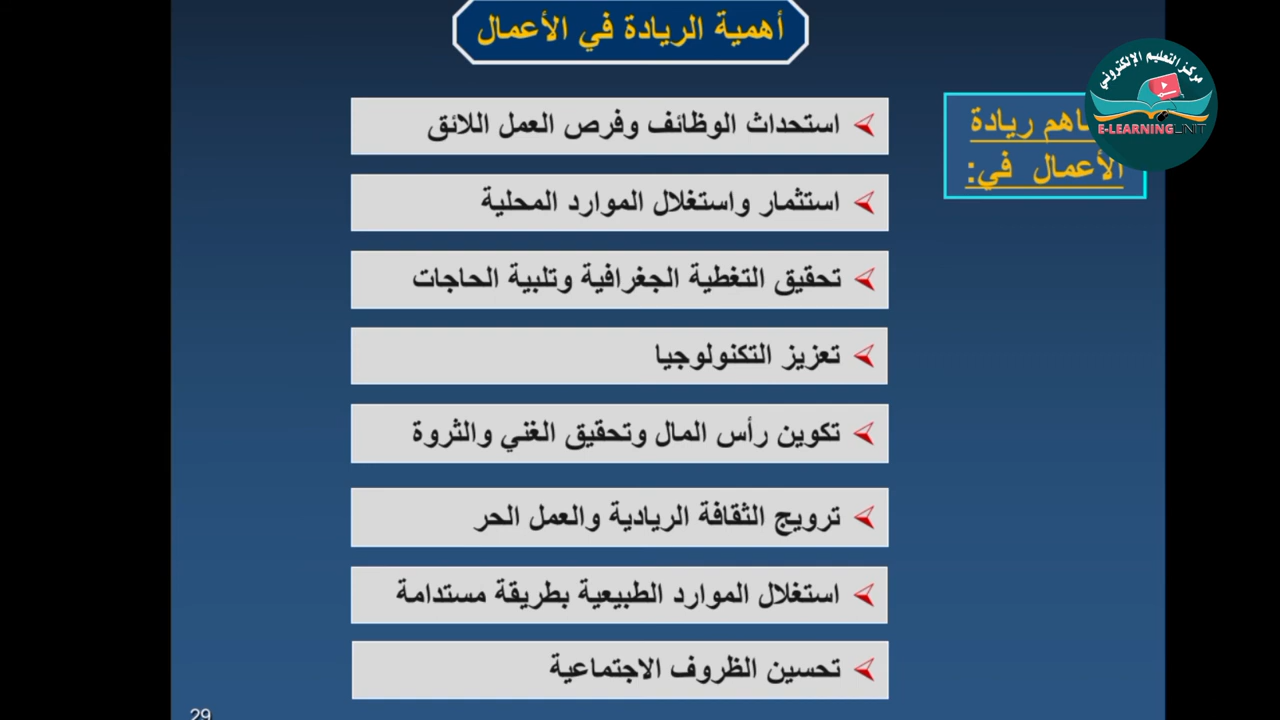 أهمية الريادة في الأعمال
ريادة
الأعمال في:
استحداث الوظائف وفرص العمل اللائق
استثمار واستغلال الموارد المحلية
تحقيق التغطية الجغرافية وتلبية الحاجات
تعزيز التكنولوجيا
تكوين رأس المال وتحقيق الغني والثروة
ترويج الثقافة الريادية والعمل الحر
استغلال الموارد الطبيعية بطريقة مستدامة
تحسين الظروف الاجتماعية
مركز التعليم الإلكتروني
E-LEARNING UNIT
29